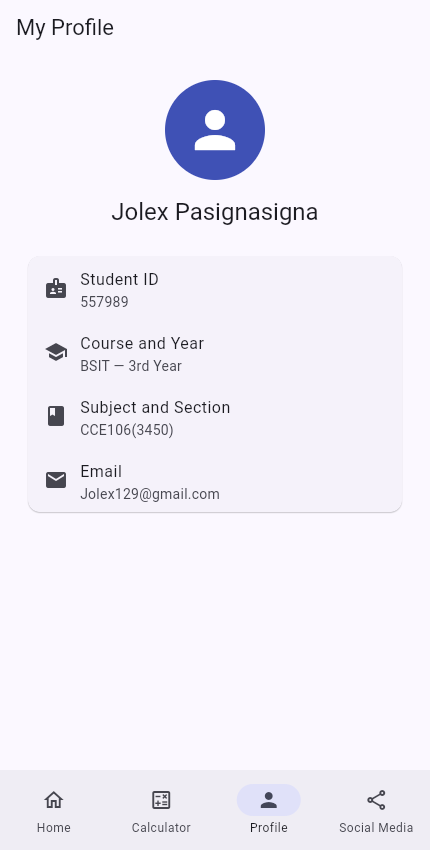 My Profile
Jolex Pasignasigna
Student ID
557989
Course and Year
BSIT — 3rd Year
Subject and Section
CCE106(3450)
Email
Jolex129@gmail.com
Home
Calculator
Profile
Social Media